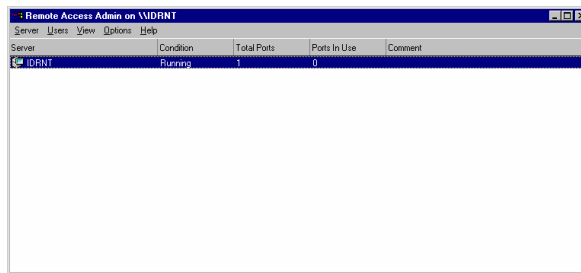 Remote Access Admin on \\IDRNT
Server Users View Options Help
Server Condition Total Ports Ports In Use Comment
IDRNT Running 1 0